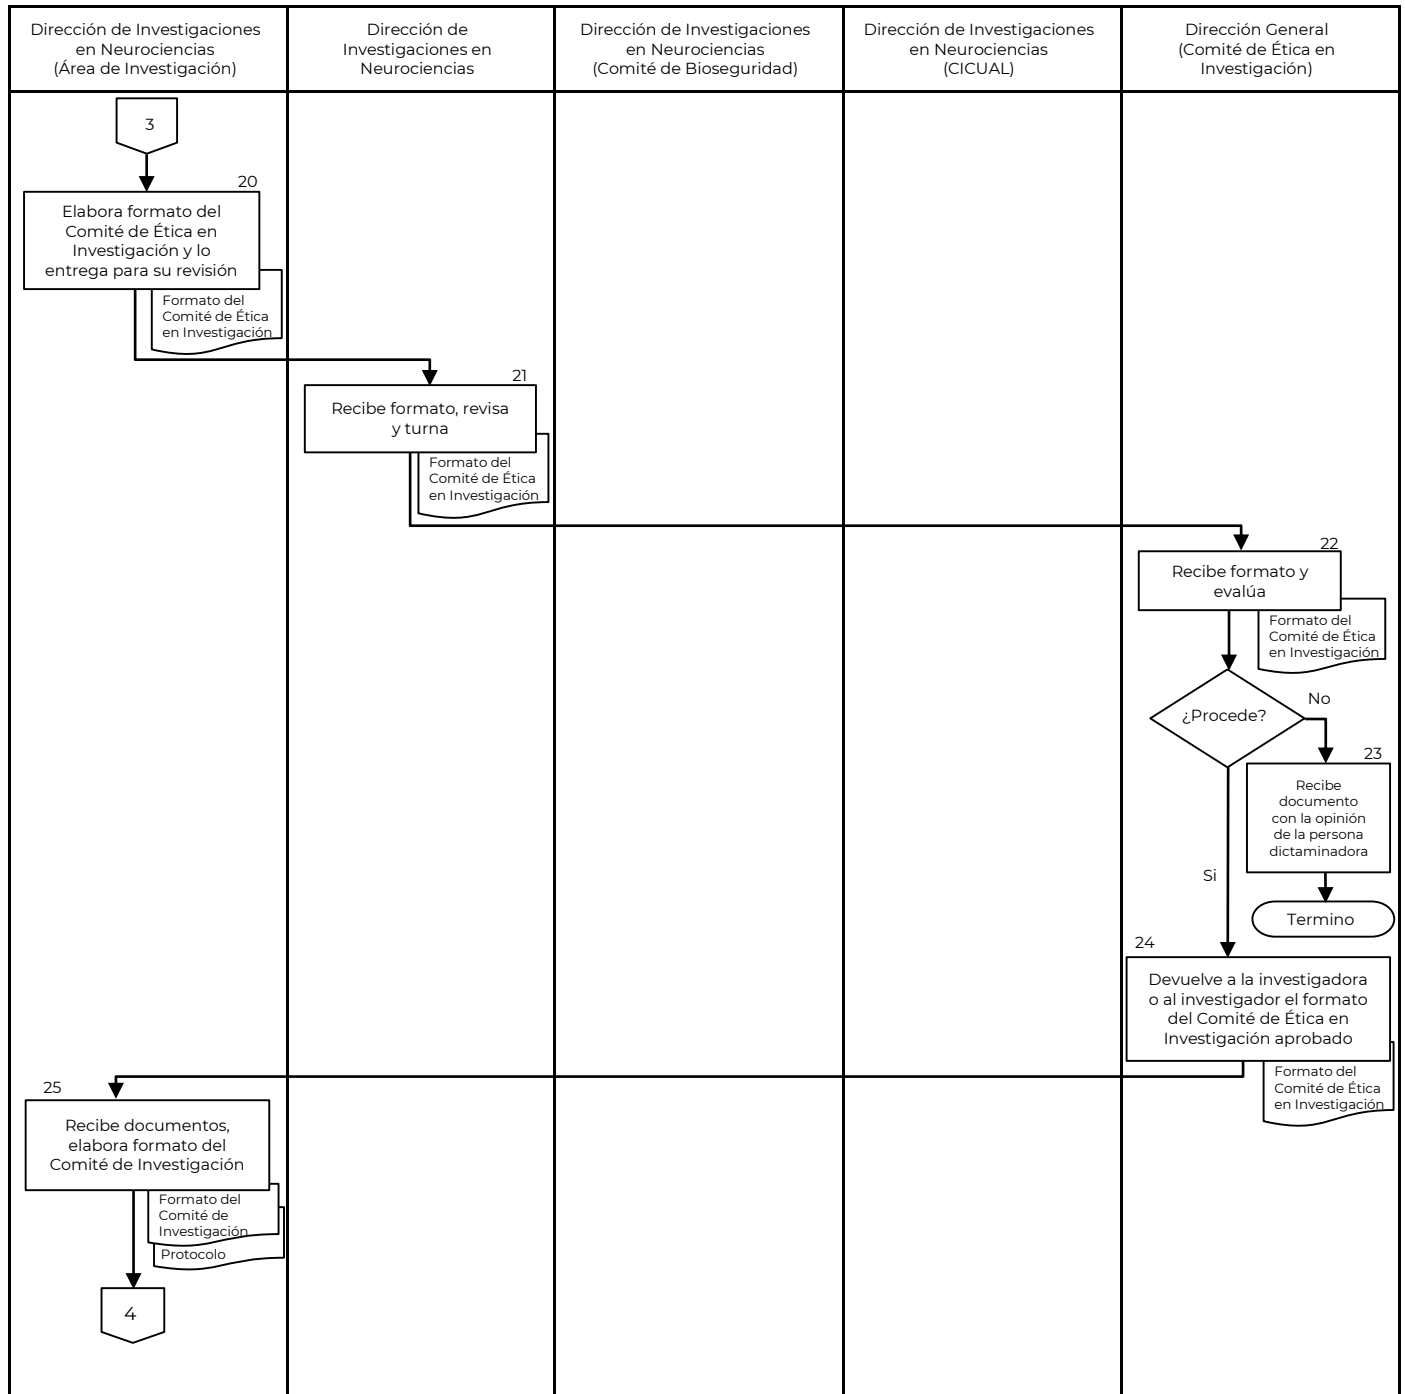 Dirección de Investigaciones
en Neurociencias
(Área de Investigación)
Dirección de
Investigaciones en
Neurociencias
Dirección de Investigaciones
en Neurociencias
(Comité de Bioseguridad)
Dirección de Investigaciones
en Neurociencias
(CICUAL)
Dirección General
(Comité de Ética en
Investigación)
3
20
Elabora formato del
Comité de Ética en
Investigación y lo
entrega para su revisión
Formato del
Comité de Ética
en Investigación
21
Recibe formato, revisa
y turna
Formato del
Comité de Ética
en Investigación
22
Recibe formato y
evalúa
Formato del
Comité de Ética
en Investigación
¿Procede?
No
23
Recibe
documento
con la opinión
de la persona
dictaminadora
Si
Termino
24
Devuelve a la investigadora
o al investigador el formato
del Comité de Ética en
Investigación aprobado
Formato del
Comité de Ética
en Investigación
25
Recibe documentos,
elabora formato del
Comité de Investigación
Formato del
Comité de
Investigación
Protocolo
4